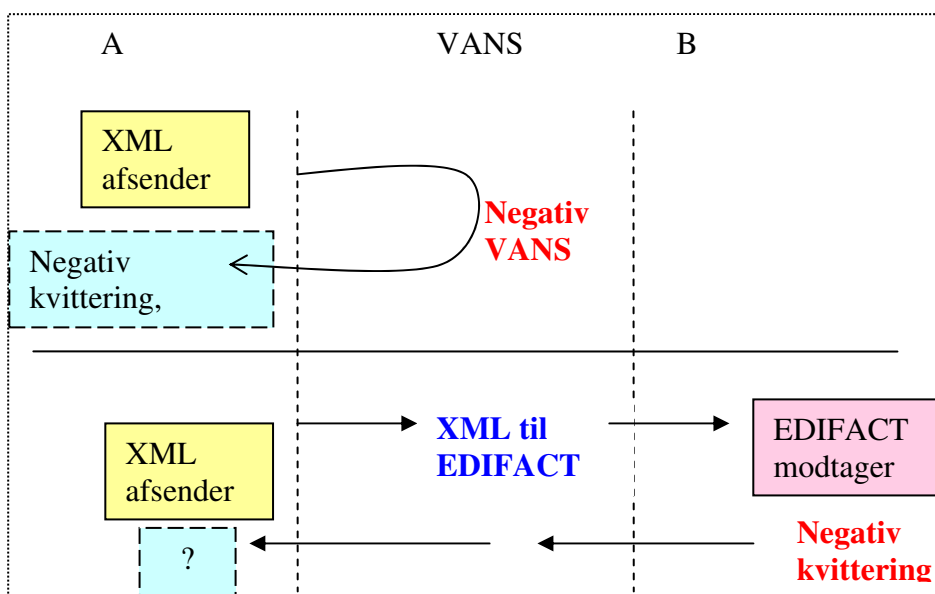 A VANS B
XML
afsender
Negativ
VANS
Negativ
kvittering,
XML til
EDIFACT
EDIFACT
modtager
XML
afsender
Negativ
kvittering
?